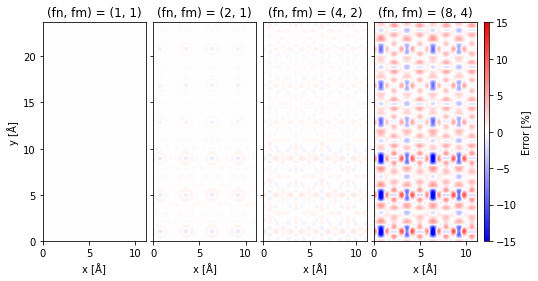 (fn, fm) = (1, 1) (fn, fm) = (2, 1) (fn, fm) = (4, 2) (fn, fm) = (8, 4)
y [Å]
20
15
10
5
0
0 5 10 0 5 10 0 5 10 0 5 10
x [Å] x [Å] x [Å] x [Å]
15
10
5
0
−5
−10
−15
Error [%]